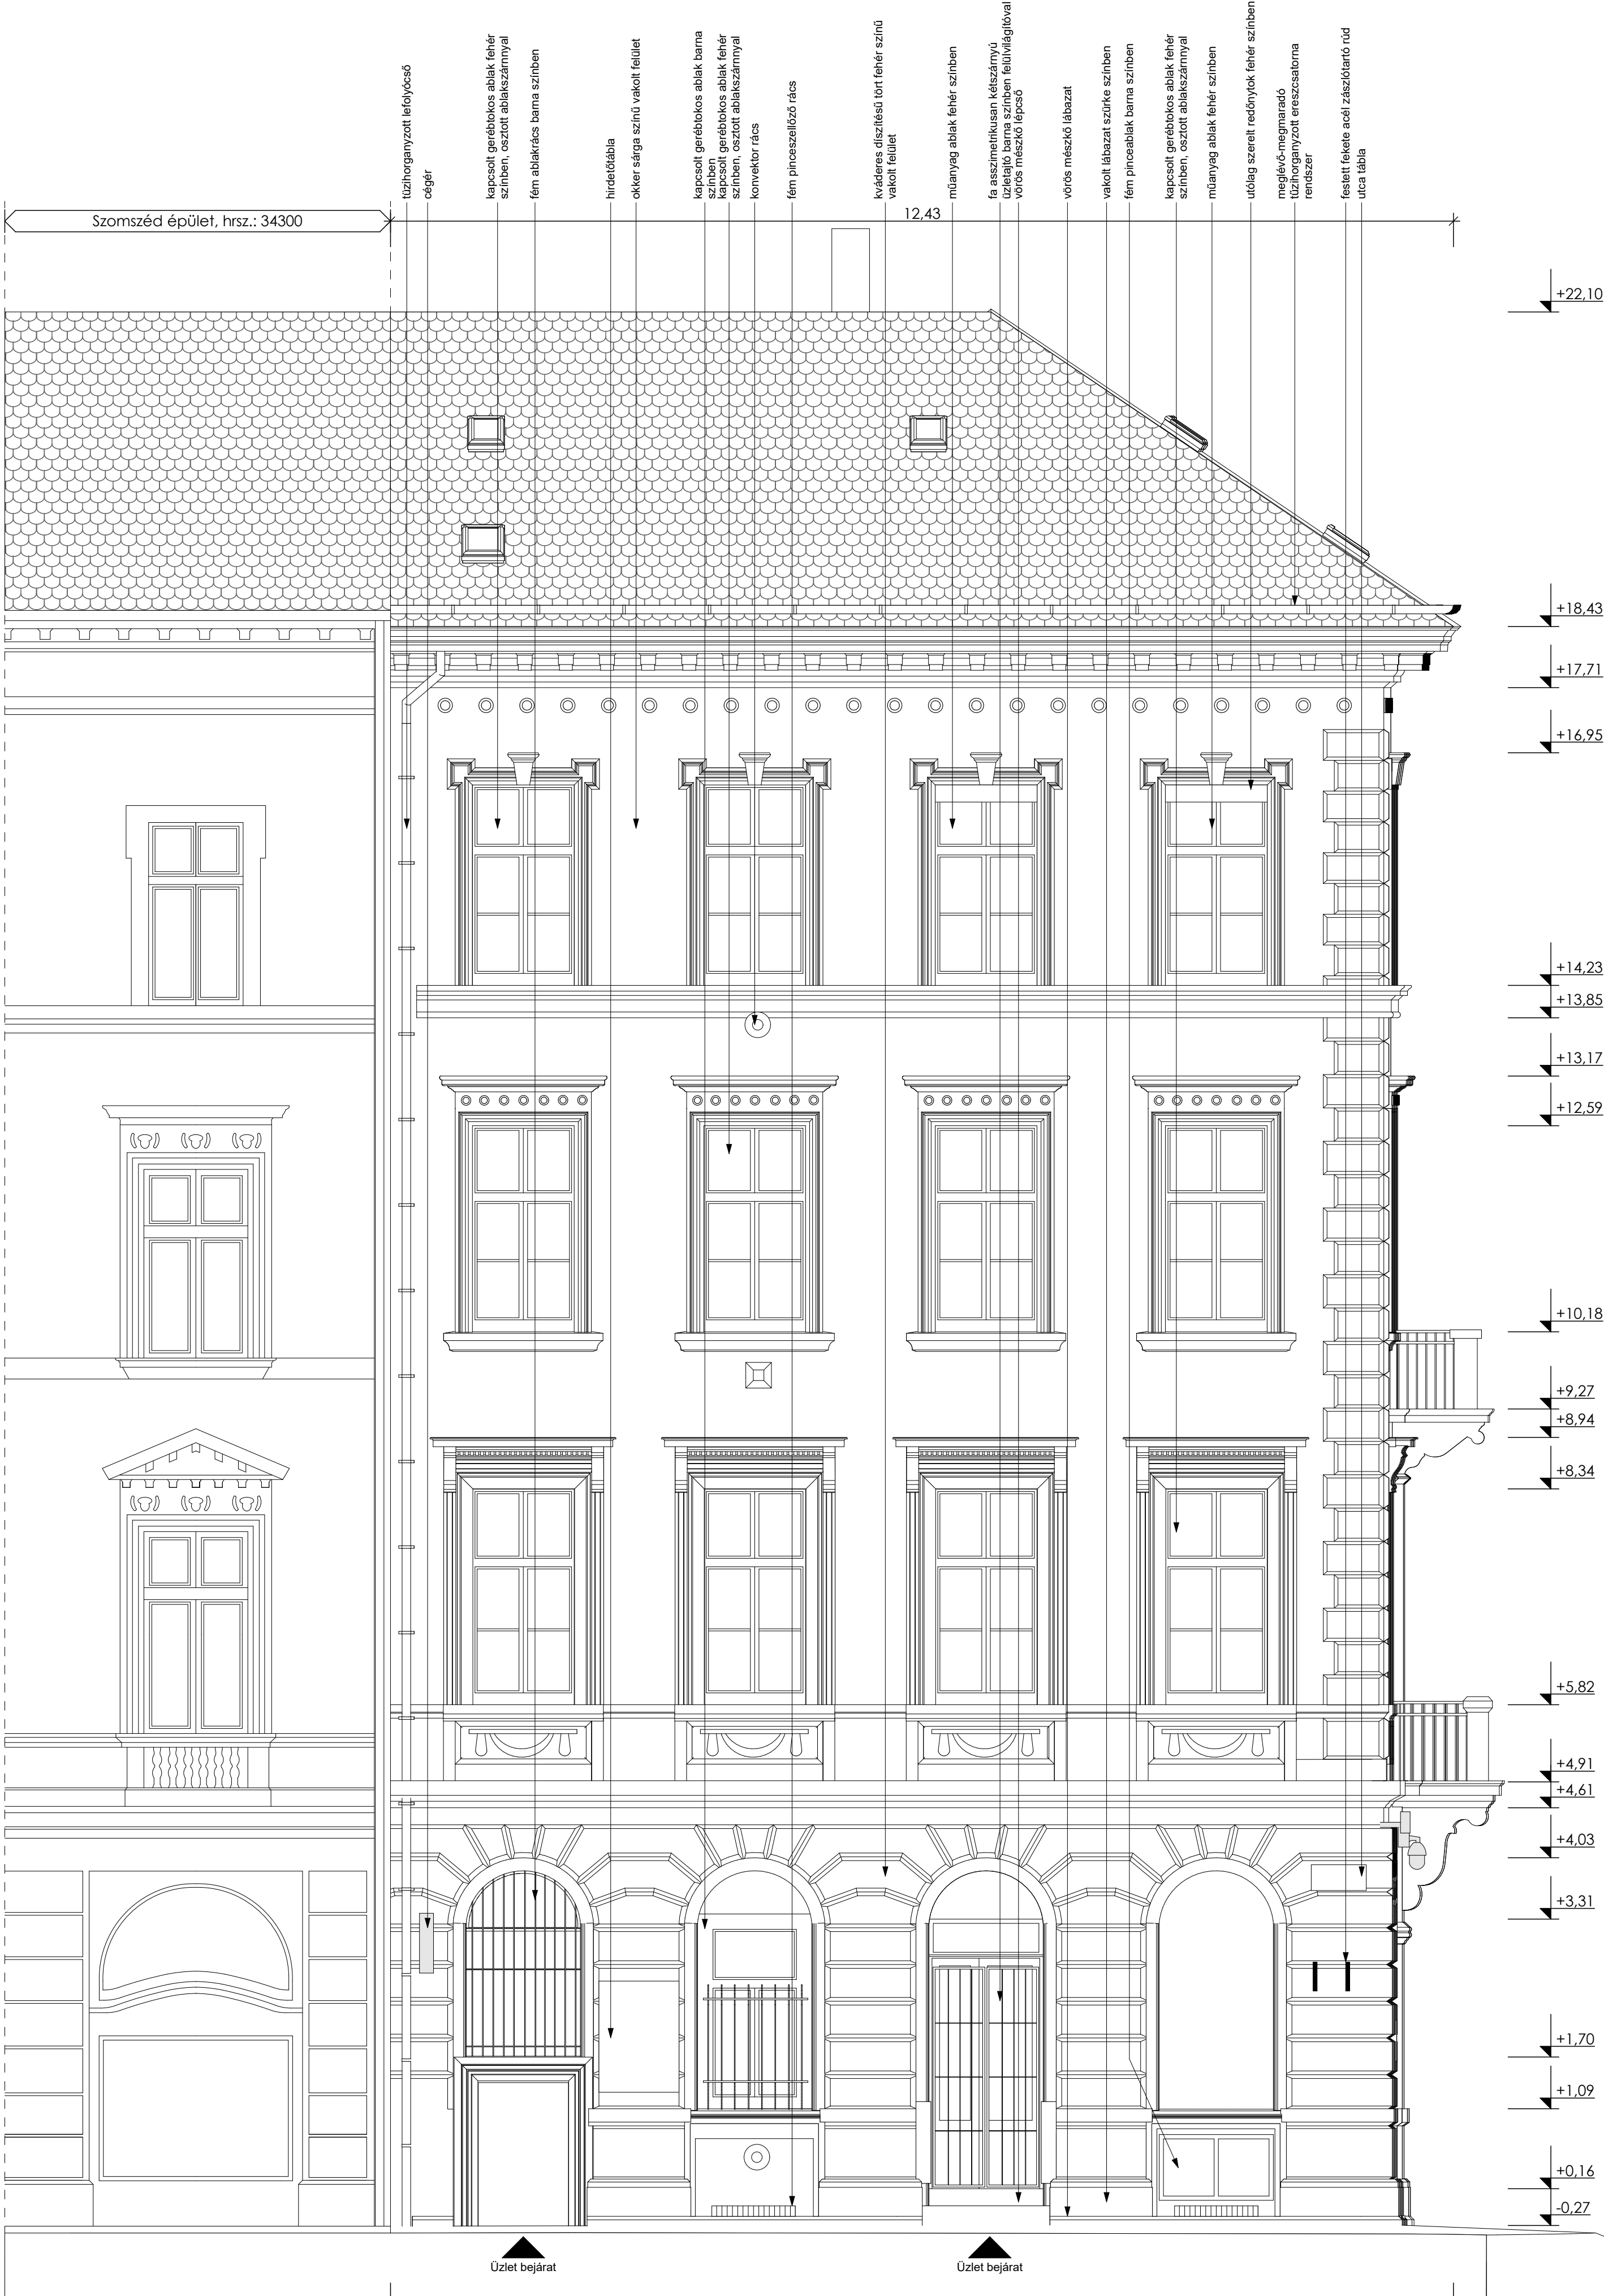 tűzihorganyzott lefolyócső
cégér
kapcsolt gerébtokos ablak fehér
színben, osztott ablakszárnnyal
fém ablakrács barna színben
hirdetőtábla
okker sárga színű vakolt felület
kapcsolt gerébtokos ablak barna
színben
kapcsolt gerébtokos ablak fehér
színben, osztott ablakszárnnyal
konvektor rács
fém pinceszellőző rács
kváderes díszítésű tört fehér színű
vakolt felület
műanyag ablak fehér színben
fa asszimetrikusan kétszárnyú
üzletajtó barna színben felülvilágítóval
vörös mészkő lépcső
vörös mészkő lábazat
vakolt lábazat szürke színben
fém pinceablak barna színben
kapcsolt gerébtokos ablak fehér
színben, osztott ablakszárnnyal
műanyag ablak fehér színben
utólag szerelt redőnytok fehér színben
meglévő-megmaradó
tűzihorganyzott ereszcsatorna
rendszer
festett fekete acél zászlótartó rúd
utca tábla
Szomszéd épület, hrsz.: 34300
12,43
+22,10
+18,43
+17,71
+16,95
+14,23
+13,85
+13,17
+12,59
+10,18
+9,27
+8,94
+8,34
+5,82
+4,91
+4,61
+4,03
+3,31
+1,70
+1,09
+0,16
-0,27
Üzlet bejárat
Üzlet bejárat